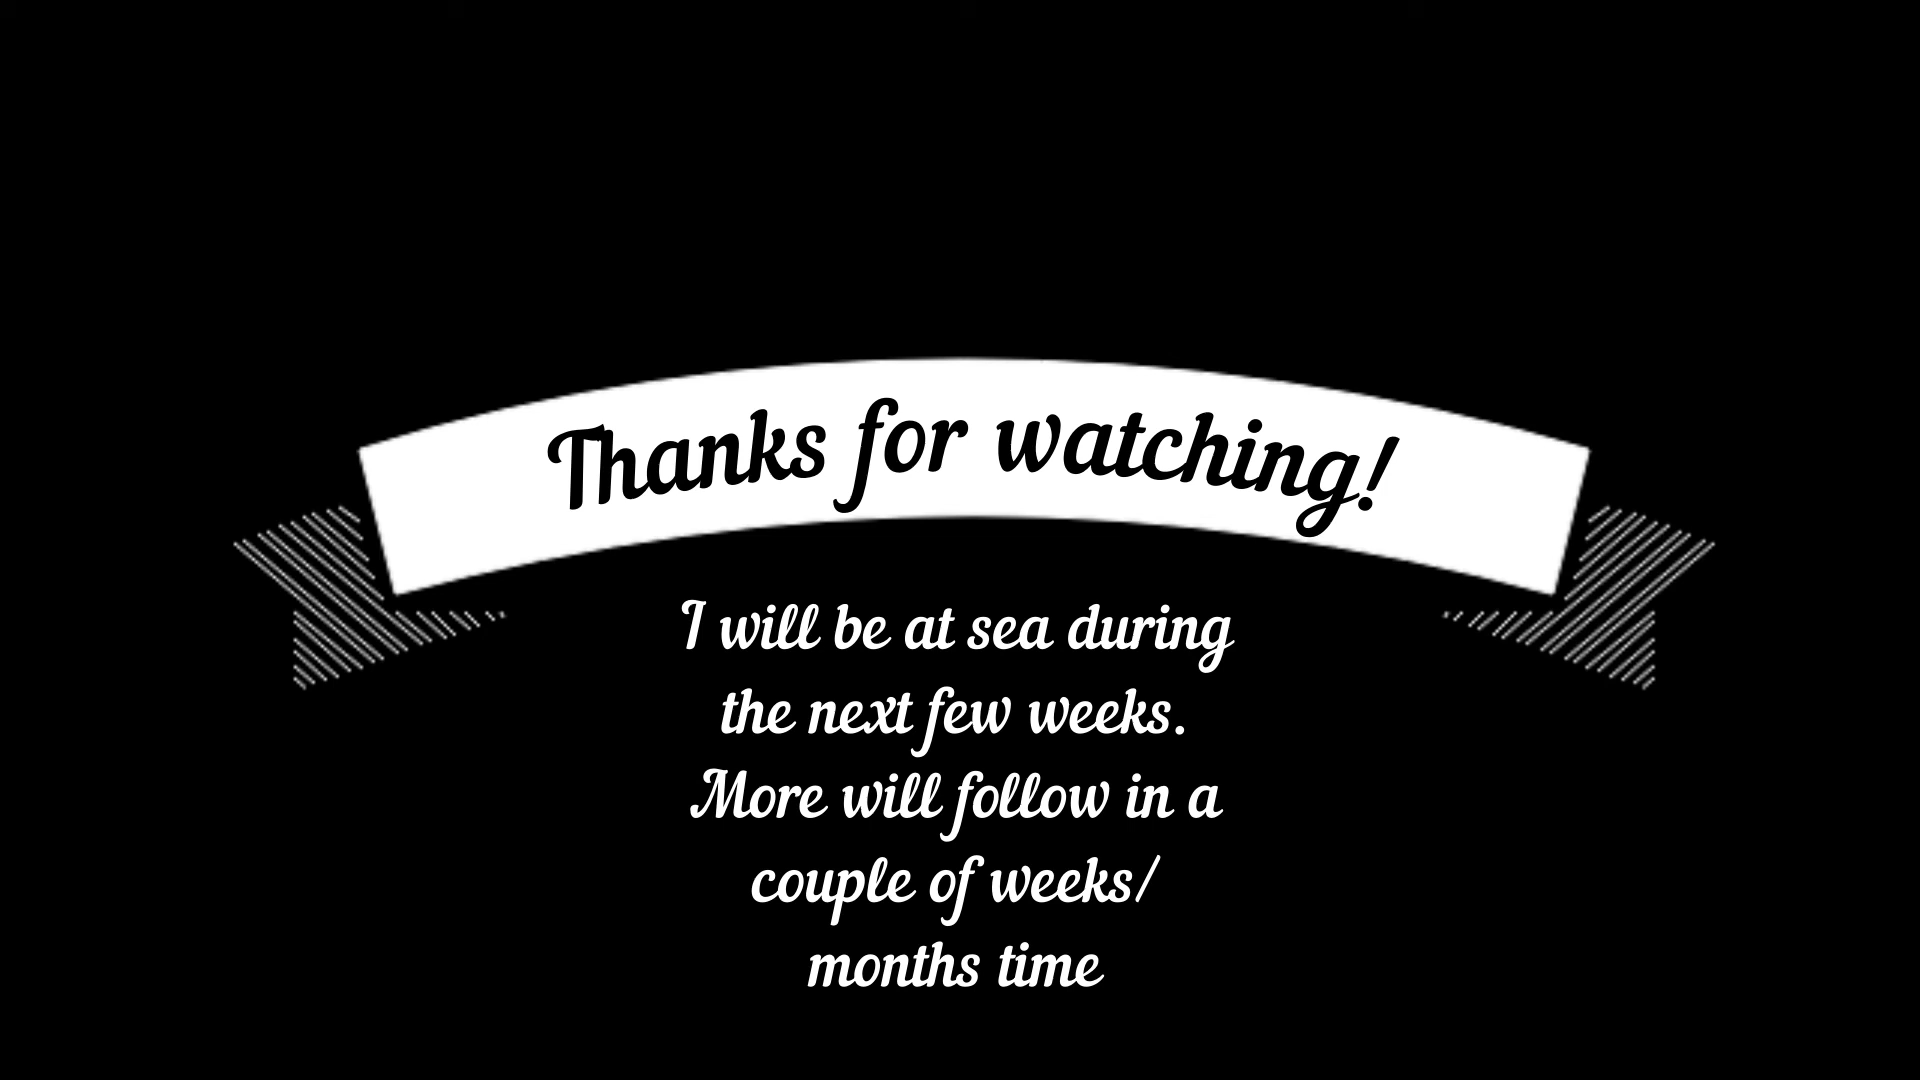 Thanks for watching!
I will be at sea during
the next few weeks.
More will follow in a
couple of weeks/
months time